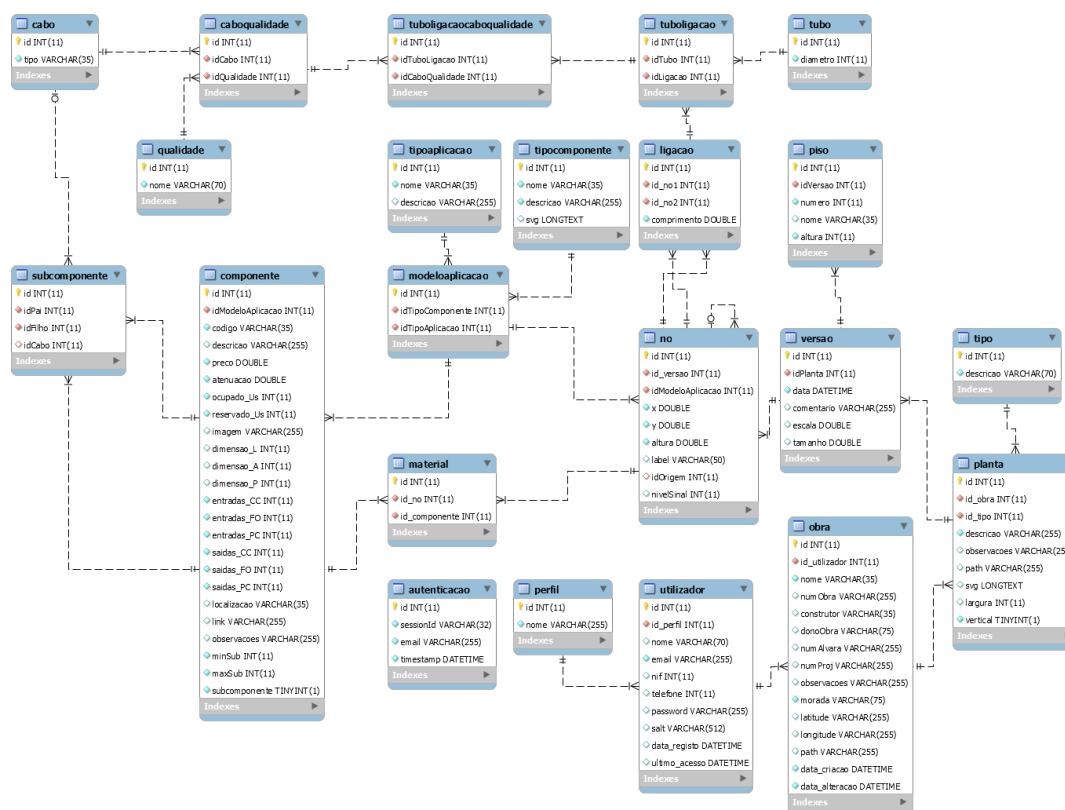 cabo
id INT(11)
tipo VARCHAR(35)
Indexes
caboqualidade
id INT(11)
idCabo INT(11)
idQualidade INT(11)
Indexes
tuboligacaocaboqualidade
id INT(11)
idTuboLigacao INT(11)
idCaboQualidade INT(11)
Indexes
tuboligacao
id INT(11)
idTubo INT(11)
idLigacao INT(11)
Indexes
tubo
id INT(11)
diametro INT(11)
Indexes
qualidade
id INT(11)
nome VARCHAR(70)
Indexes
tipoaplicacao
id INT(11)
nome VARCHAR(35)
descricao VARCHAR(255)
Indexes
tipocomponente
id INT(11)
nome VARCHAR(35)
descricao VARCHAR(255)
svg LONGTEXT
Indexes
ligacao
id INT(11)
id_no1 INT(11)
id_no2 INT(11)
comprimento DOUBLE
Indexes
piso
id INT(11)
idVersao INT(11)
numero INT(11)
nome VARCHAR(35)
altura INT(11)
Indexes
subcomponente
id INT(11)
idPai INT(11)
idFilho INT(11)
idCabo INT(11)
Indexes
componente
id INT(11)
idModeloAplicacao INT(11)
codigo VARCHAR(35)
descricao VARCHAR(255)
preco DOUBLE
atenuacao DOUBLE
ocupado_Us INT(11)
reservado_Us INT(11)
imagem VARCHAR(255)
dimensao_L INT(11)
dimensao_A INT(11)
dimensao_P INT(11)
entradas_CC INT(11)
entradas_FO INT(11)
entradas_PC INT(11)
saidas_CC INT(11)
saidas_FO INT(11)
saidas_PC INT(11)
localizacao VARCHAR(35)
link VARCHAR(255)
observacoes VARCHAR(255)
minSub INT(11)
maxSub INT(11)
subcomponente TINYINT(1)
Indexes
modeloaplicacao
id INT(11)
idTipoComponente INT(11)
idTipoAplicacao INT(11)
Indexes
no
id INT(11)
id_versao INT(11)
idModeloAplicacao INT(11)
x DOUBLE
y DOUBLE
altura DOUBLE
label VARCHAR(50)
idOrigem INT(11)
nivelSinal INT(11)
Indexes
versao
id INT(11)
idPlanta INT(11)
data DATETIME
comentario VARCHAR(255)
escala DOUBLE
tamanho DOUBLE
Indexes
tipo
id INT(11)
descricao VARCHAR(70)
Indexes
material
id INT(11)
id_no INT(11)
id_componente INT(11)
Indexes
planta
id INT(11)
id_obra INT(11)
id_tipo INT(11)
descricao VARCHAR(255)
observacoes VARCHAR(25
path VARCHAR(255)
svg LONGTEXT
largura INT(11)
vertical TINYINT(1)
Indexes
autenticacao
id INT(11)
sessionId VARCHAR(32)
email VARCHAR(255)
timestamp DATETIME
Indexes
perfil
id INT(11)
nome VARCHAR(255)
Indexes
utilizador
id INT(11)
id_perfil INT(11)
nome VARCHAR(70)
email VARCHAR(255)
nif INT(11)
telefone INT(11)
password VARCHAR(255)
salt VARCHAR(512)
data_registo DATETIME
ultimo_acesso DATETIME
Indexes
obra
id INT(11)
id_utilizador INT(11)
nome VARCHAR(35)
numObra VARCHAR(255)
construtor VARCHAR(35)
donoObra VARCHAR(75)
numAlvara VARCHAR(255)
numProj VARCHAR(255)
observacoes VARCHAR(255)
morada VARCHAR(75)
latitude VARCHAR(255)
longitude VARCHAR(255)
path VARCHAR(255)
data_criacao DATETIME
data_alteracao DATETIME
Indexes